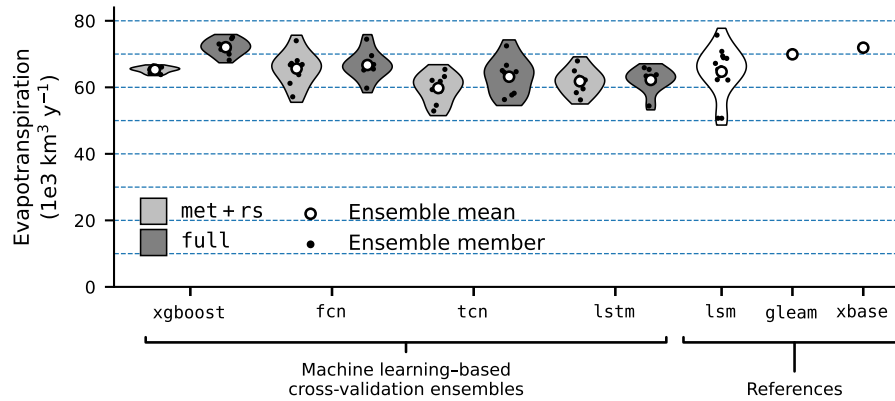 80
60
40
20
0
Evapotranspiration
(1e3 km³ y⁻¹)
met+rs
full
Ensemble mean
Ensemble member
xgboost fcn tcn lstm lsm gleam xbase
Machine learning–based
cross-validation ensembles
References